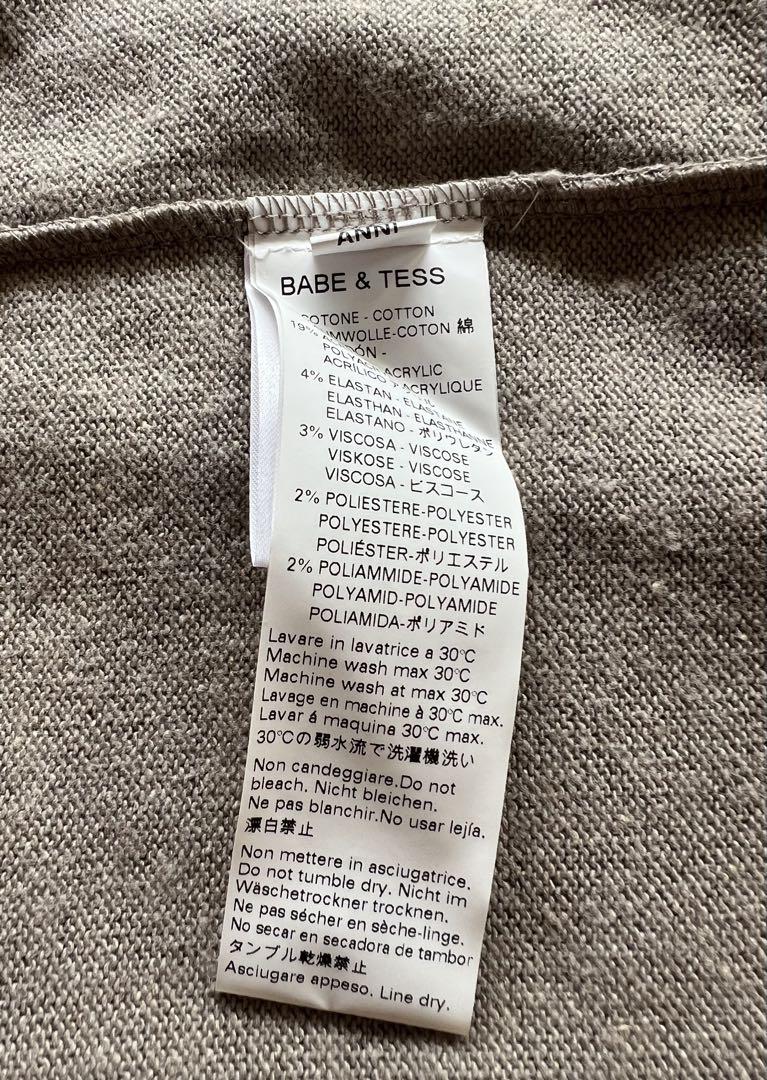 ANNI
BABE & TESS
COTONE - COTTON
19% UMWOLLE-COTON 綿
ACRYLIC
ACRILICO ACRYLIQUE
4% ELASTAN - ELASTANE
ELASTHAN - ELASTHANNE
ELASTANO - ポリウレタン
3% VISCOSA - VISCOSE
VISKOSE - VISCOSE
VISCOSA - ビスコース
2% POLIESTERE-POLYESTER
POLYESTERE-POLYESTER
POLIÉSTER-ポリエステル
2% POLIAMMIDE-POLYAMIDE
POLYAMID-POLYAMIDE
POLIAMIDA-ポリアミド
Lavare in lavatrice a 30°C
Machine wash max 30°C
Machine wash at max 30°C
Lavage en machine à 30°C max.
Lavar á maquina 30°C max.
30°Cの弱水流で洗濯機洗い
Non candeggiare.Do not
bleach. Nicht bleichen.
Ne pas blanchir.No usar lejía.
漂白禁止
Non mettere in asciugatrice.
Do not tumble dry. Nicht im
Wäschetrockner trocknen.
Ne pas sécher en sèche-linge.
No secar en secadora de tambor
タンブル乾燥禁止
Asciugare appeso. Line dry.